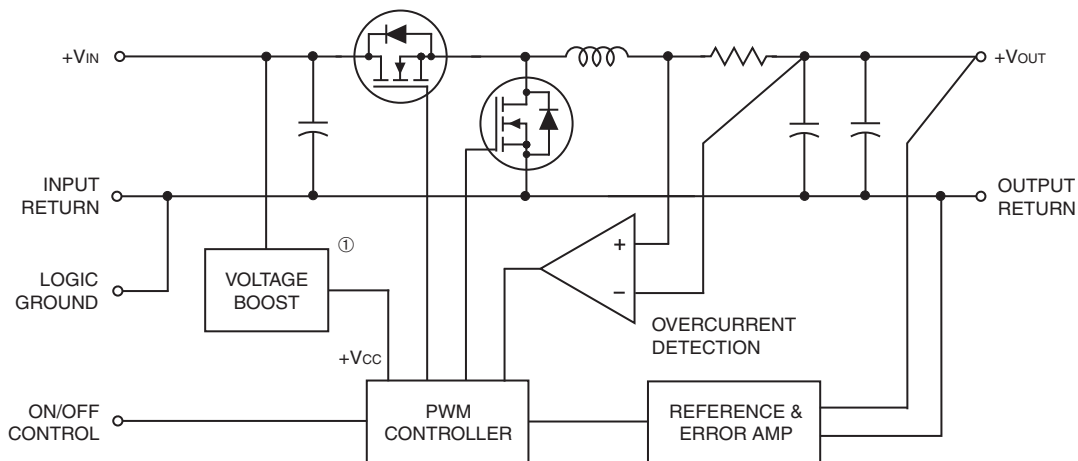 +VIN
+VOUT
INPUT
RETURN
OUTPUT
RETURN
①
LOGIC
GROUND
VOLTAGE
BOOST
+
−
OVERCURRENT
DETECTION
+VCC
ON/OFF
CONTROL
PWM
CONTROLLER
REFERENCE &
ERROR AMP